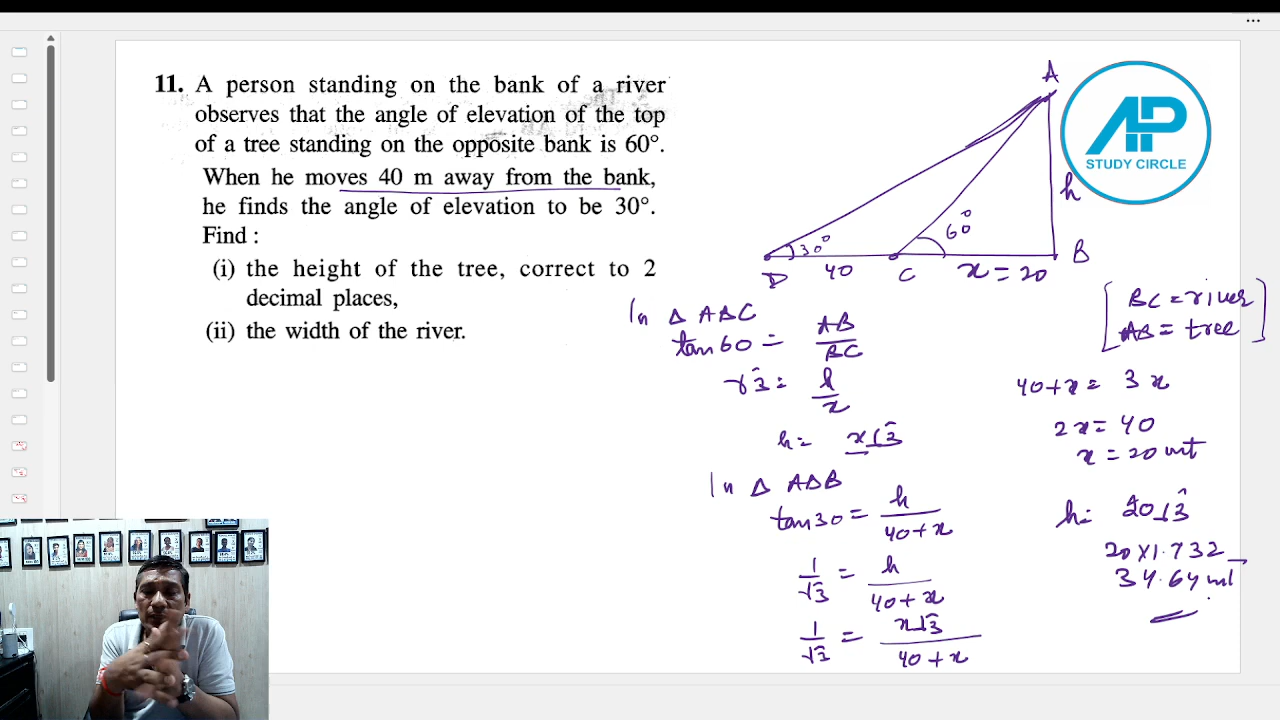 11. A person standing on the bank of a river
observes that the angle of elevation of the top
of a tree standing on the opposite bank is 60°.
When he moves 40 m away from the bank,
he finds the angle of elevation to be 30°.
Find :
(i) the height of the tree, correct to 2
decimal places,
(ii) the width of the river.
A
AP
STUDY CIRCLE
h
30°
60°
B
D
40
C
x = 20
[BC = river
AB = tree]
In Δ ABC
tan60 = AB/BC
√3 = h/x
h = x√3
In Δ ADB
tan30 = h/40+x
1/√3 = h/40+x
1/√3 = x√3/40+x
40+x = 3x
2x = 40
x = 20 mt
h = 20√3
20×1.732
34.64 mt